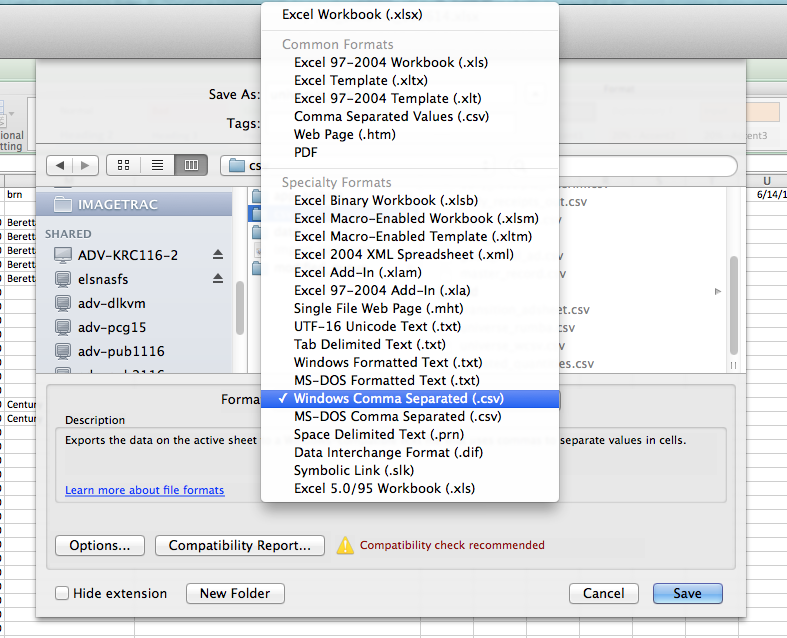 Excel Workbook (.xlsx)
Common Formats
Excel 97-2004 Workbook (.xls)
Excel Template (.xltx)
Excel 97-2004 Template (.xlt)
Comma Separated Values (.csv)
Web Page (.htm)
PDF
Specialty Formats
Excel Binary Workbook (.xlsb)
Excel Macro-Enabled Workbook (.xlsm)
Excel Macro-Enabled Template (.xltm)
Excel 2004 XML Spreadsheet (.xml)
Excel Add-In (.xlam)
Excel 97-2004 Add-In (.xla)
Single File Web Page (.mht)
UTF-16 Unicode Text (.txt)
Tab Delimited Text (.txt)
Windows Formatted Text (.txt)
MS-DOS Formatted Text (.txt)
✓ Windows Comma Separated (.csv)
MS-DOS Comma Separated (.csv)
Space Delimited Text (.prn)
Data Interchange Format (.dif)
Symbolic Link (.slk)
Excel 5.0/95 Workbook (.xls)
Save As:
Tags:
ional
tting
cs
brn
U
6/14/1
Berett
Berett
Berett
Berett
Berett
Centur
Centur
IMAGETRAC
SHARED
ADV-KRC116-2
elsnasfs
adv-dlkvm
adv-pcg15
adv-pub1116
.csv
Forma
Description
Exports the data on the active sheet to
separate values in cells.
Learn more about file formats
Options...
Compatibility Report...
Compatibility check recommended
Hide extension
New Folder
Cancel
Save